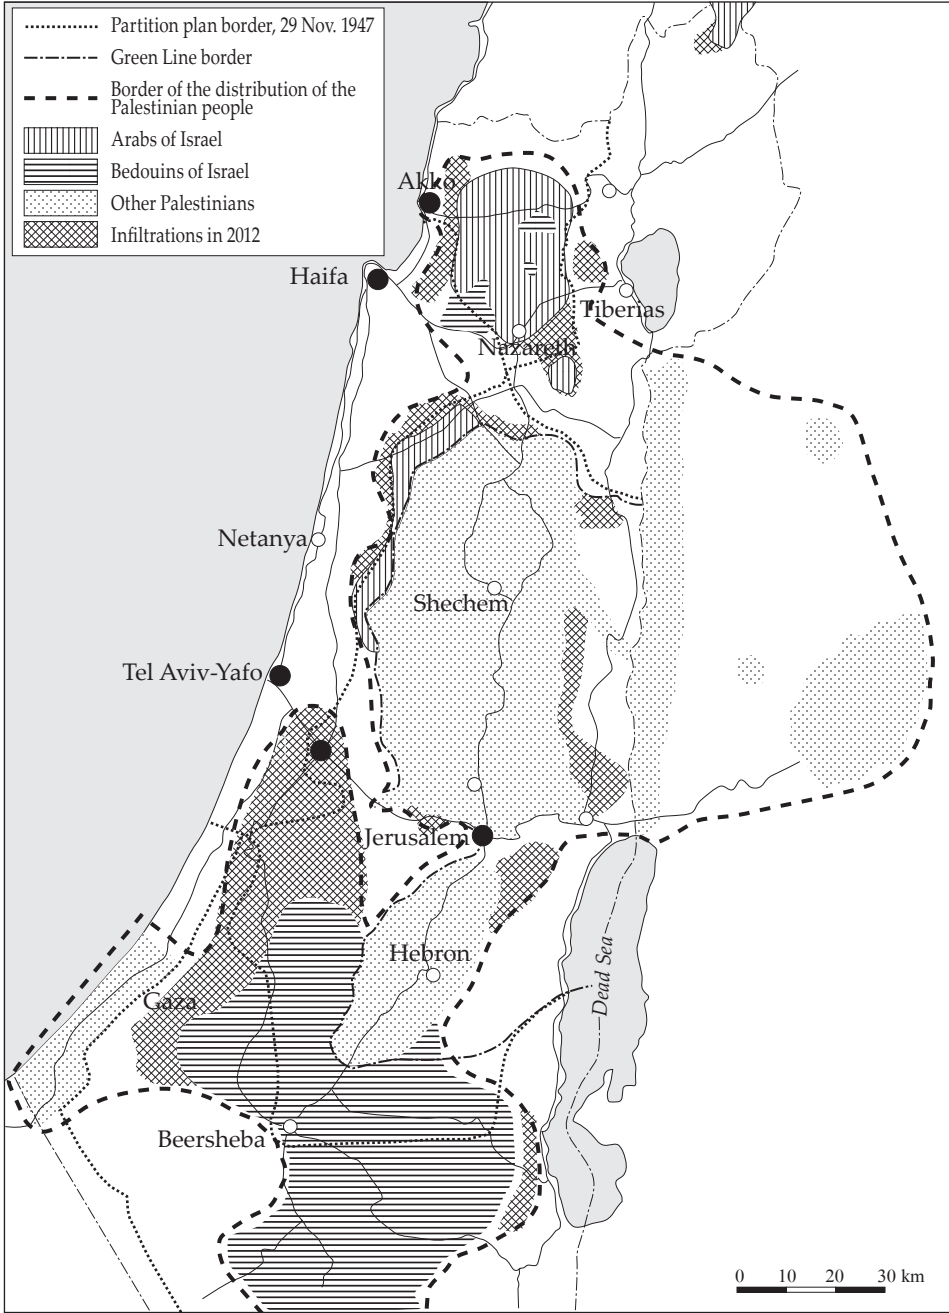 Partition plan border, 29 Nov. 1947
Green Line border
Border of the distribution of the
Palestinian people
Arabs of Israel
Bedouins of Israel
Other Palestinians
Infiltrations in 2012
Akko
Haifa
Tiberias
Nazareth
Netanya
Shechem
Tel Aviv-Yafo
Jerusalem
Hebron
Dead Sea
Gaza
Beersheba
0 10 20 30 km